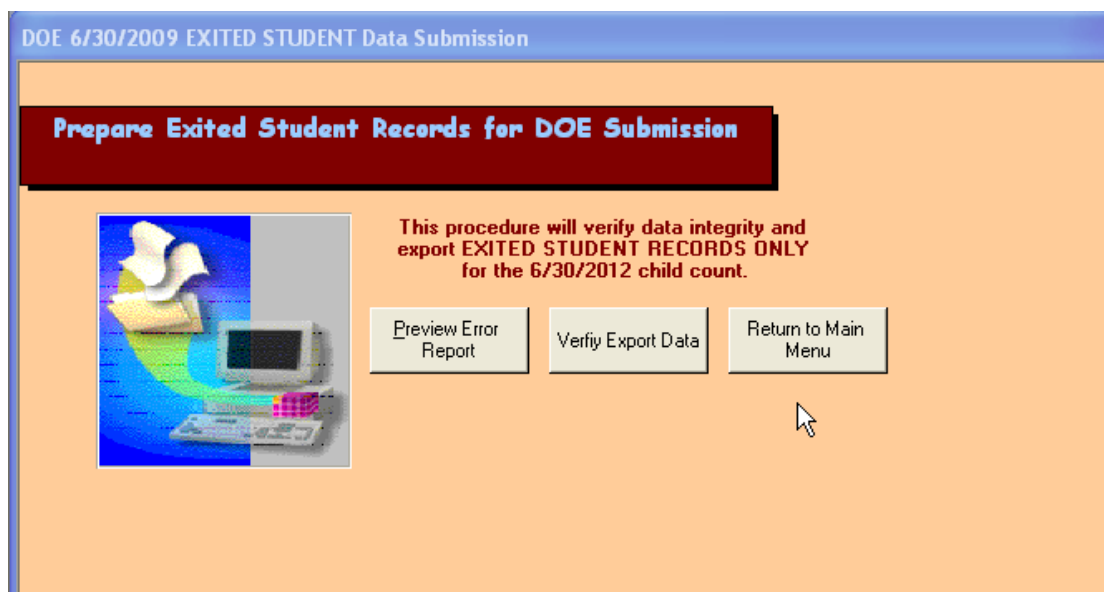 DOE 6/30/2009 EXITED STUDENT Data Submission
Prepare Exited Student Records for DOE Submission
This procedure will verify data integrity and
export EXITED STUDENT RECORDS ONLY
for the 6/30/2012 child count.
Preview Error
Report
Verfiy Export Data
Return to Main
Menu